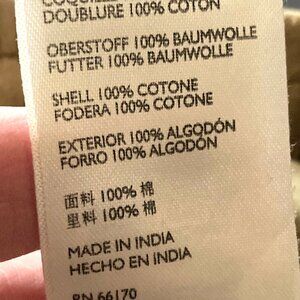 COQUILLE
DOUBLURE 100% COTON
OBERSTOFF 100% BAUMWOLLE
FUTTER 100% BAUMWOLLE
SHELL 100% COTONE
FODERA 100% COTONE
EXTERIOR 100% ALGODÓN
FORRO 100% ALGODÓN
面料 100% 棉
里料 100% 棉
MADE IN INDIA
HECHO EN INDIA
RN 66170